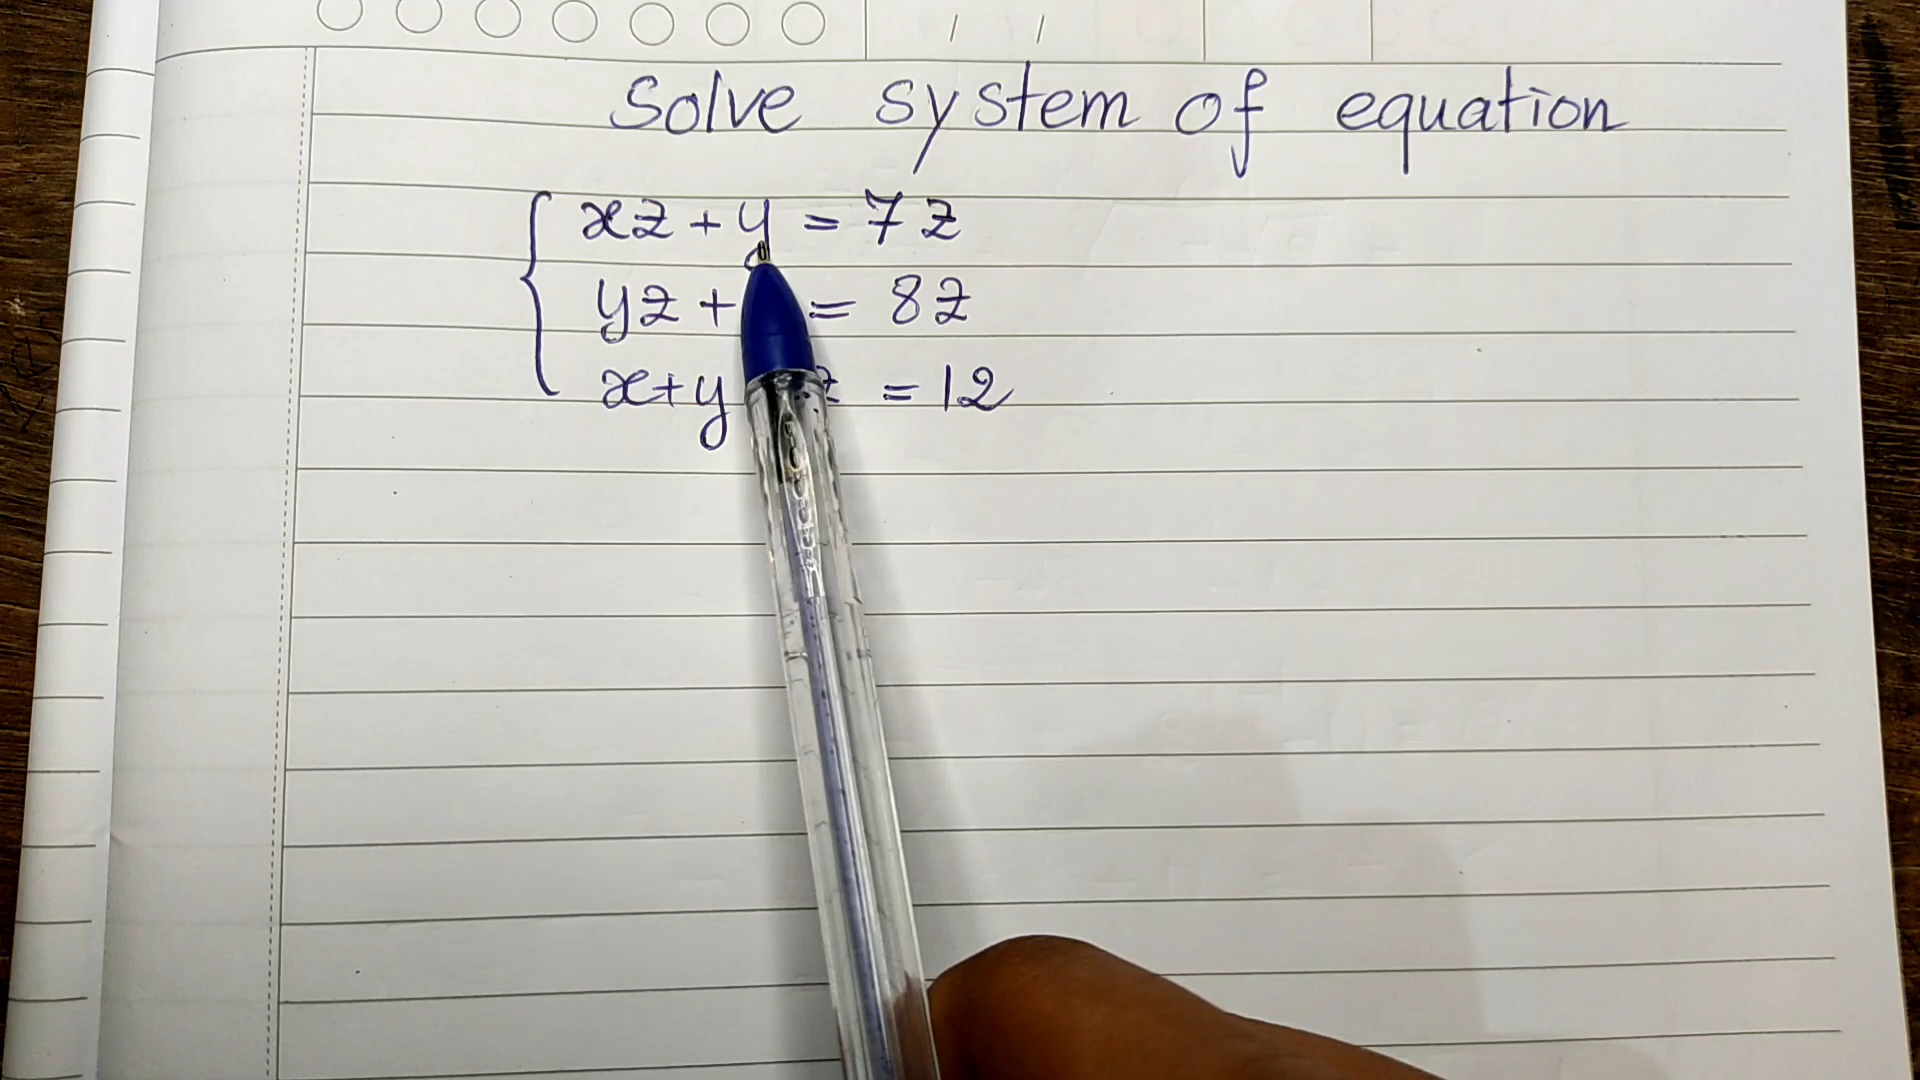 Solve system of equation
xz + y = 7z
yz + = 8z
x+y z = 12